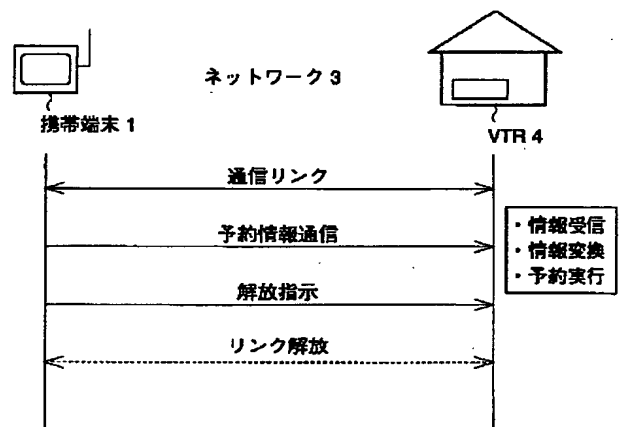 ネットワーク 3
携帯端末 1
VTR 4
通信リンク
予約情報通信
・情報受信
・情報変換
・予約実行
解放指示
リンク解放